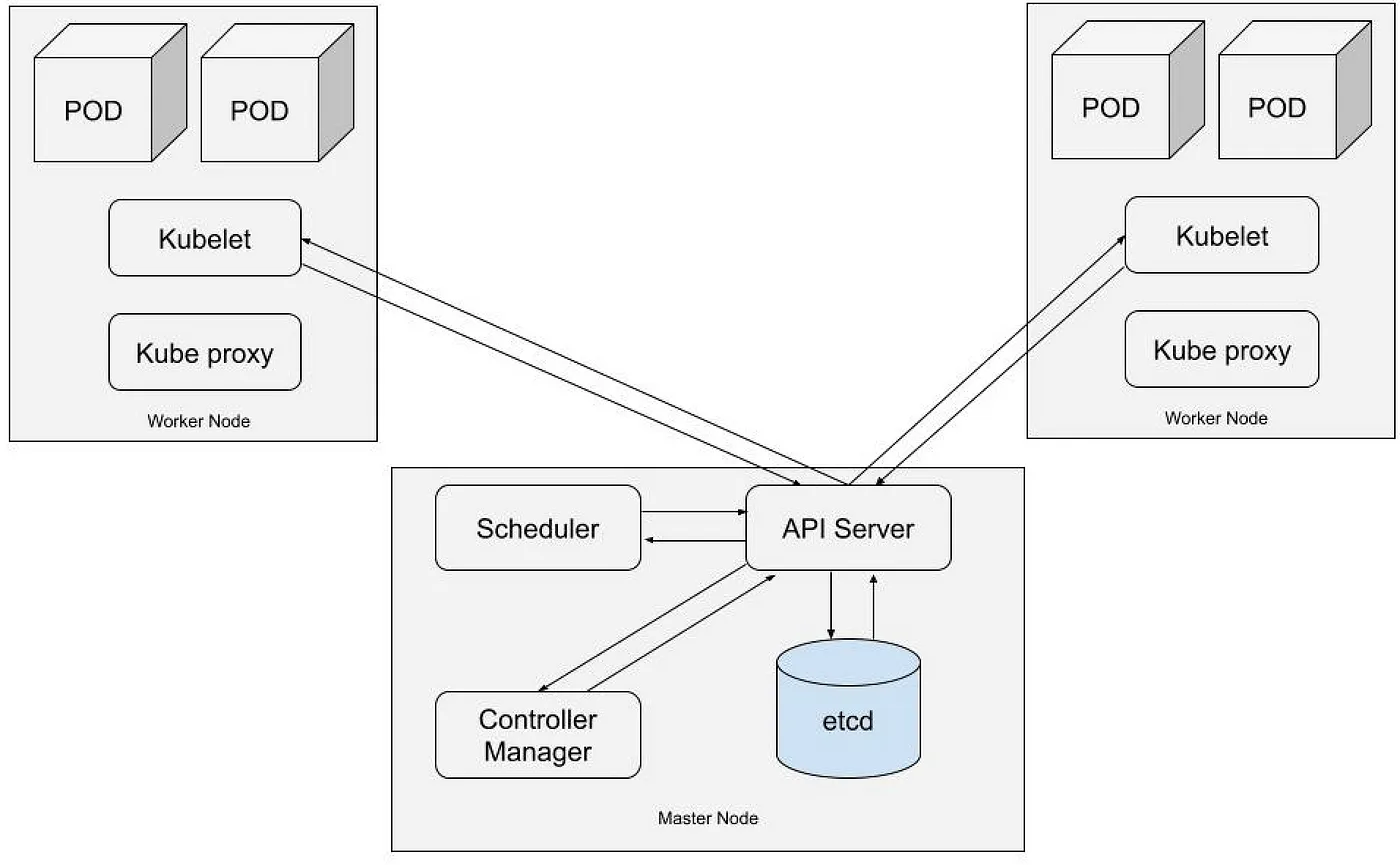 POD
POD
Kubelet
Kube proxy
Worker Node
POD
POD
Kubelet
Kube proxy
Worker Node
Scheduler
API Server
Controller
Manager
etcd
Master Node